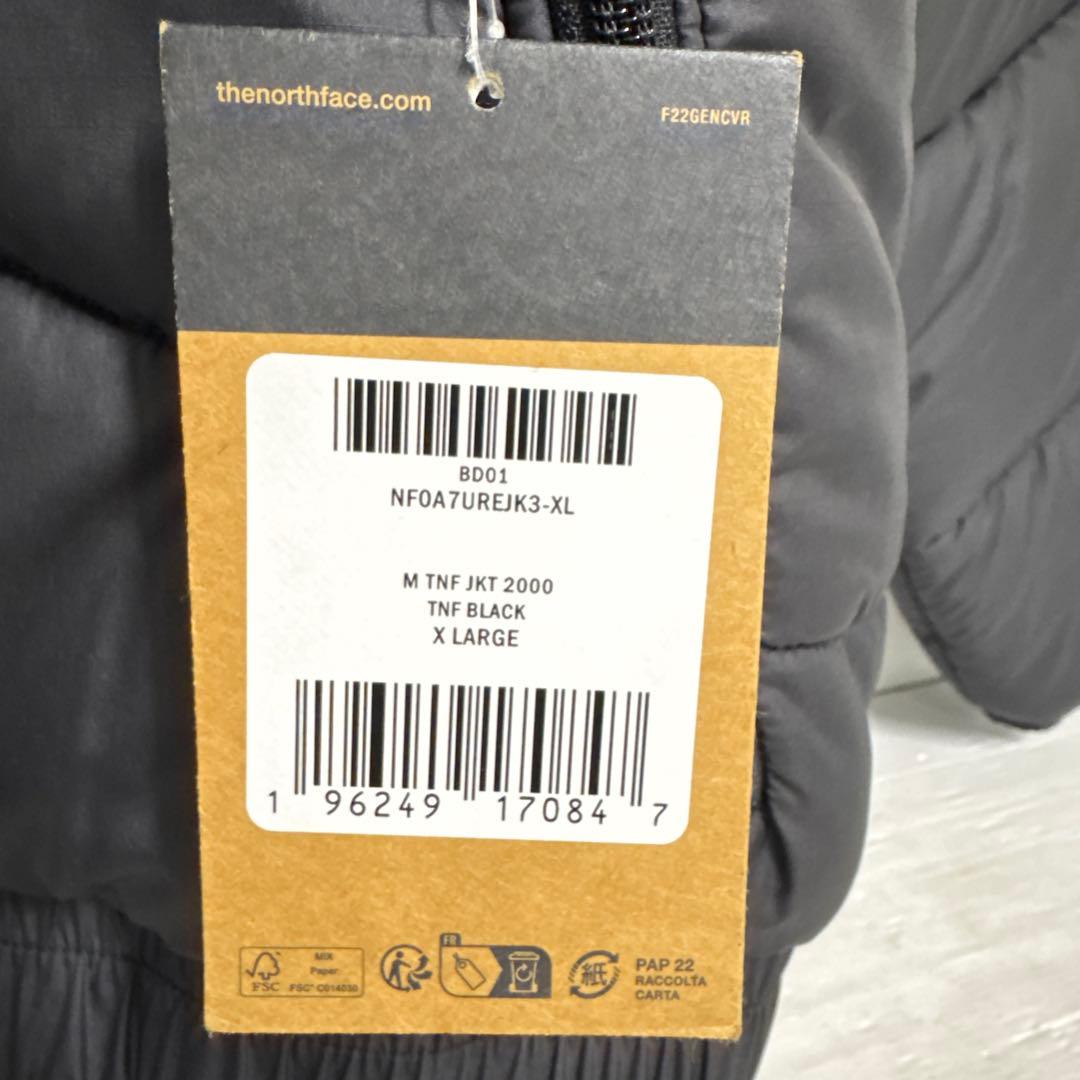 thenorthface.com
F22GENCVR
BD01
NF0A7UREJK3-XL
M TNF JKT 2000
TNF BLACK
X LARGE
1 96249 17084 7
FR
MIX
Paper
FSC
FSC® C014030
紙
PAP 22
RACCOLTA
CARTA